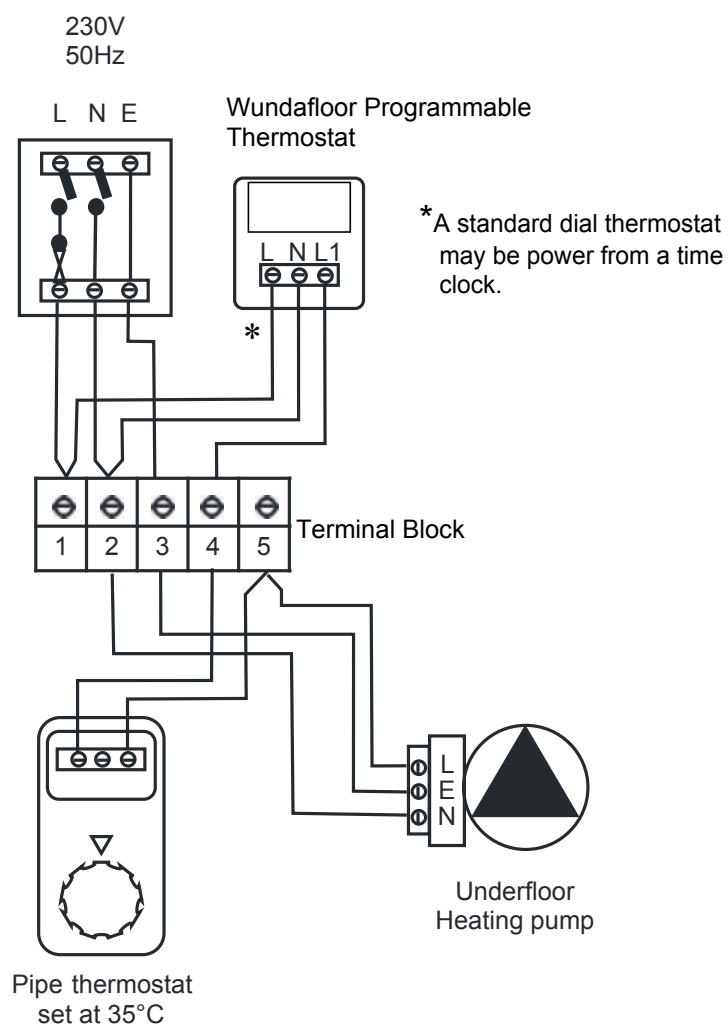 230V
50Hz
L N E
Wundafloor Programmable
Thermostat
*A standard dial thermostat
may be power from a time
clock.
L N L1
*
1 2 3 4 5
Terminal Block
L
E
N
Underfloor
Heating pump
Pipe thermostat
set at 35°C